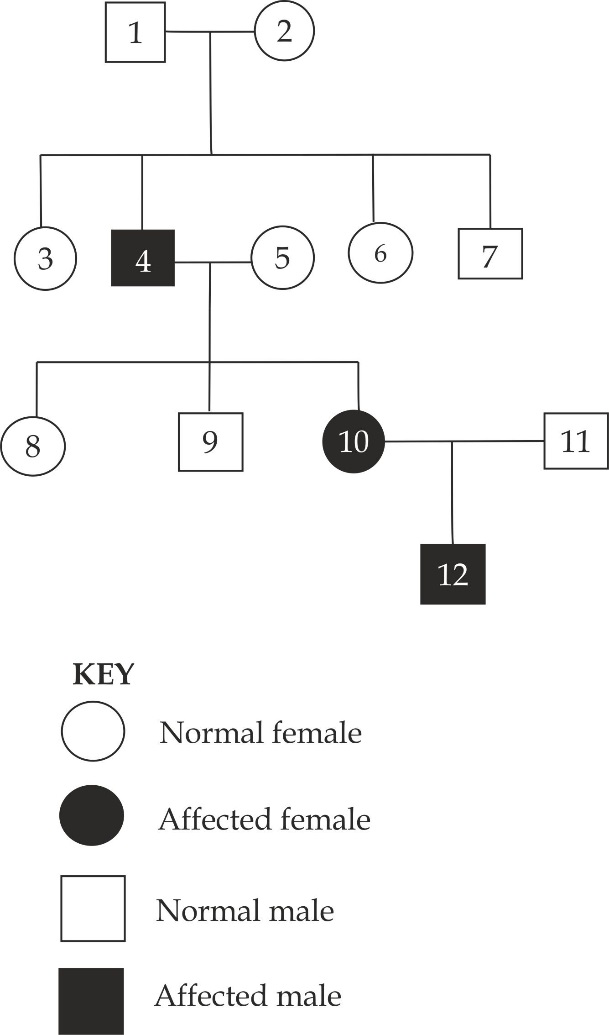 1 2
3 4 5 6 7
8 9 10 11
12
KEY
Normal female
Affected female
Normal male
Affected male